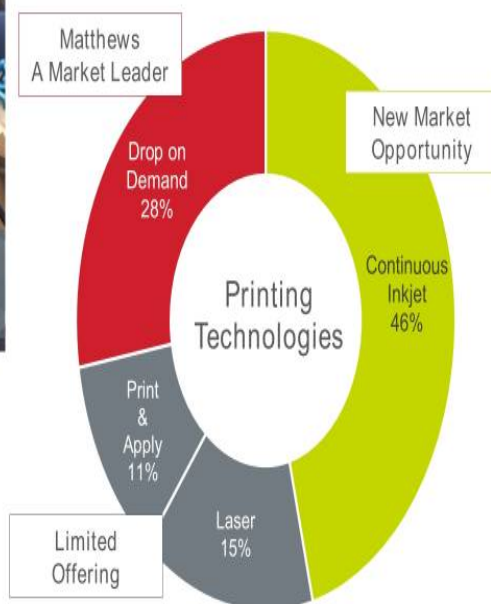 Matthews
A Market Leader
New Market
Opportunity
Drop on
Demand
28%
Continuous
Inkjet
46%
Printing
Technologies
Print
&
Apply
11%
Laser
15%
Limited
Offering